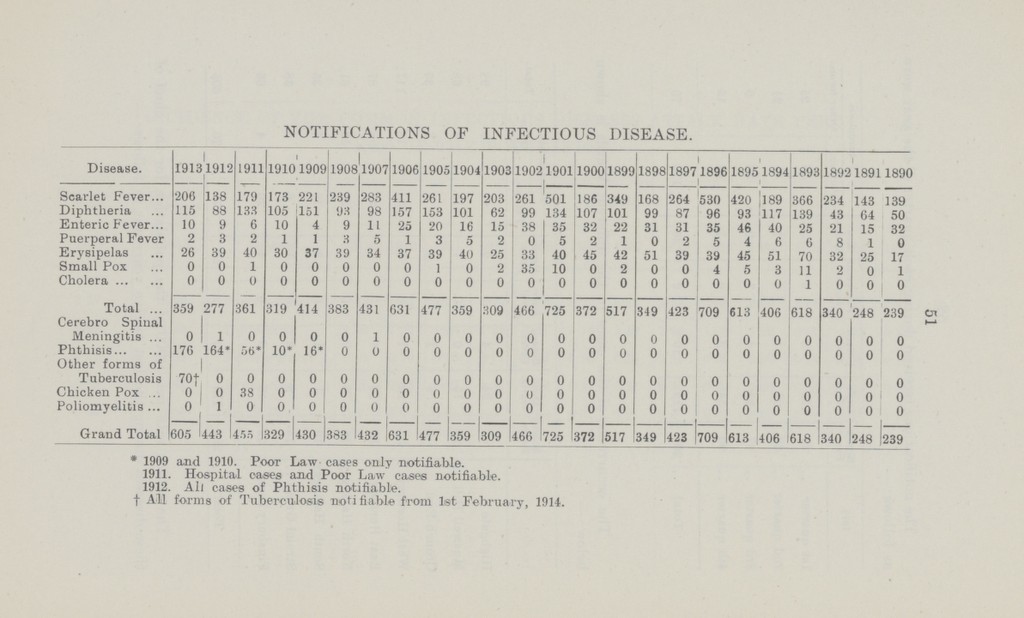 NOTIFICATIONS OF INFECTIOUS DISEASE.
Disease. 1913 1912 1911 1910 1909 1908 1907 1906 1905 1904 1903 1902 1901 1900 1899 1898 1897 1896 1895 1894 1893 1892 1891 1890
Scarlet Fever... 206 138 179 173 221 239 283 411 261 197 203 261 501 186 349 168 264 530 420 189 366 234 143 139
Diphtheria ... 115 88 133 105 151 93 98 157 153 101 62 99 134 107 101 99 87 96 93 117 139 43 64 50
Enteric Fever... 10 9 6 10 4 9 11 25 20 16 15 38 35 32 22 31 31 35 46 40 25 21 15 32
Puerperal Fever 2 3 2 1 1 3 5 1 3 5 2 0 5 2 1 0 2 5 4 6 6 8 1 0
Erysipelas ... 26 39 40 30 37 39 34 37 39 40 25 33 40 45 42 51 39 39 45 51 70 32 25 17
Small Pox ... 0 0 1 0 0 0 0 0 1 0 2 35 10 0 2 0 0 4 5 3 11 2 0 1
Cholera ... ... 0 0 0 0 0 0 0 0 0 0 0 0 0 0 0 0 0 0 0 0 1 0 0 0
Total ... 359 277 361 319 414 383 431 631 477 359 309 466 725 372 517 349 423 709 613 406 618 340 248 239
Cerebro Spinal
Meningitis ... 0 1 0 0 0 0 1 0 0 0 0 0 0 0 0 0 0 0 0 0 0 0 0 0
Phthisis... ... 176 164* 56* 10* 16* 0 0 0 0 0 0 0 0 0 0 0 0 0 0 0 0 0 0 0
Other forms of
Tuberculosis 70† 0 0 0 0 0 0 0 0 0 0 0 0 0 0 0 0 0 0 0 0 0 0 0
Chicken Pox ... 0 0 38 0 0 0 0 0 0 0 0 0 0 0 0 0 0 0 0 0 0 0 0 0
Poliomyelitis ... 0 1 0 0 0 0 0 0 0 0 0 0 0 0 0 0 0 0 0 0 0 0 0 0
Grand Total 605 443 455 329 430 383 432 631 477 359 309 466 725 372 517 349 423 709 613 406 618 340 248 239
* 1909 and 1910. Poor Law cases only notifiable.
1911. Hospital cases and Poor Law cases notifiable.
1912. All cases of Phthisis notifiable.
† All forms of Tuberculosis notifiable from 1st February, 1914.
51